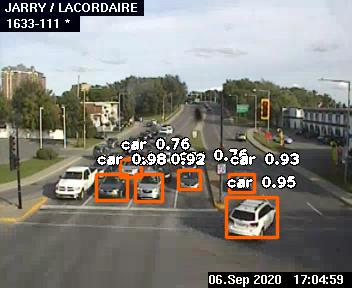 JARRY / LACORDAIRE
1633-111 *
car 0.76
car 0.98 0.92 0.76 car 0.93
car 0.95
06.Sep 2020 17:04:59